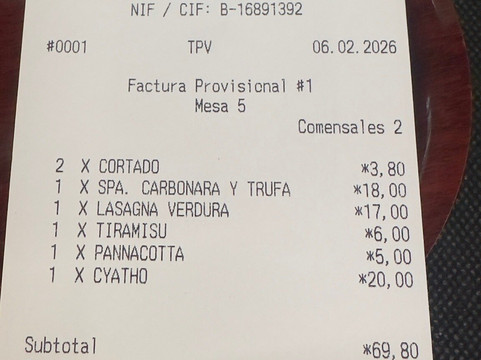 NIF / CIF: B-16891392
#0001 TPV 06.02.2026
Factura Provisional #1
Mesa 5
Comensales 2
2 X CORTADO *3,80
1 X SPA. CARBONARA Y TRUFA *18,00
1 X LASAGNA VERDURA *17,00
1 X TIRAMISU *6,00
1 X PANNACOTTA *5,00
1 X CYATHO *20,00
Subtotal *69,80